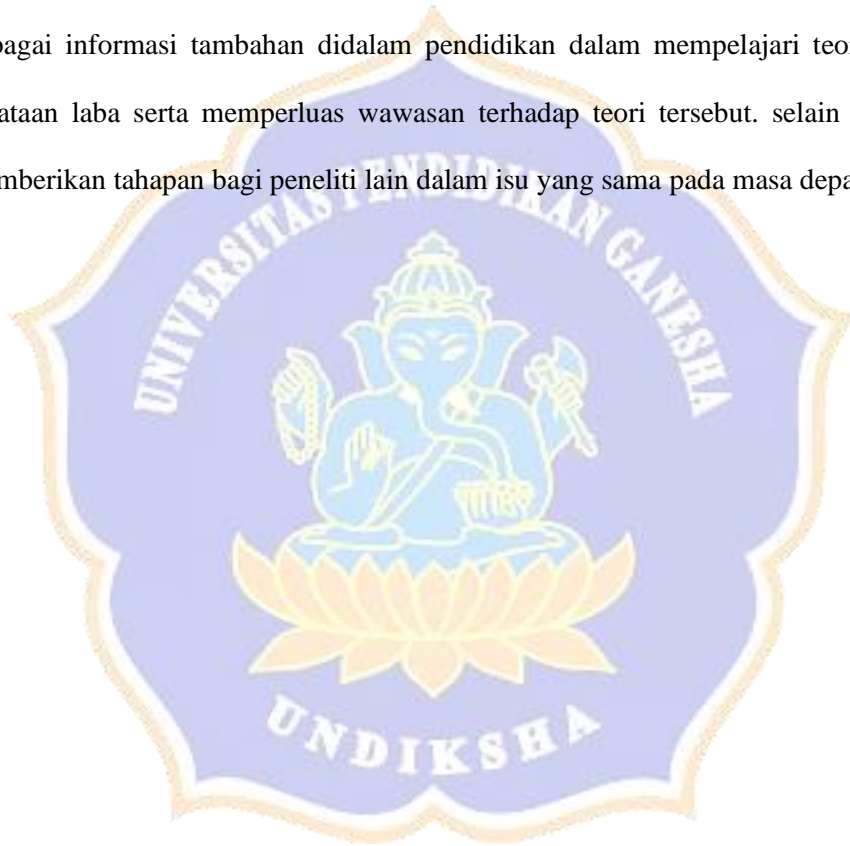 bagai informasi tambahan didalam pendidikan dalam mempelajari teor
ataan laba serta memperluas wawasan terhadap teori tersebut. selain
mberikan tahapan bagi peneliti lain dalam isu yang sama pada masa depa
UNIVERSITAS PENDIDIKAN GANESHA
UNDIKSHA